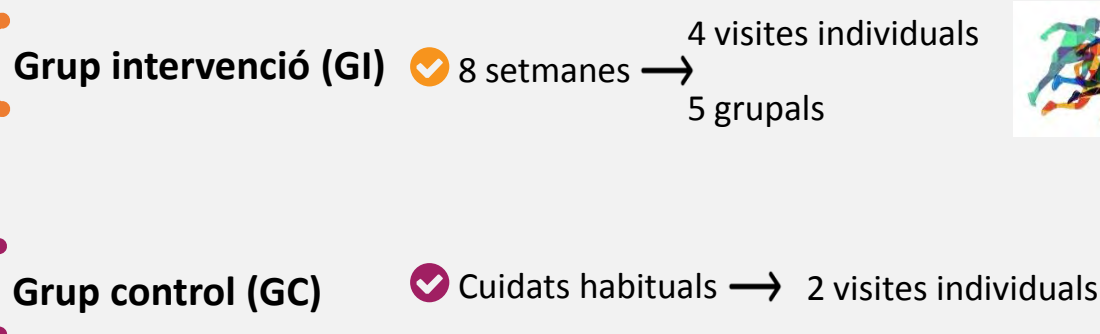 4 visites individuals
Grup intervenció (GI) 8 setmanes →
5 grupals
Grup control (GC) Cuidats habituals → 2 visites individuals